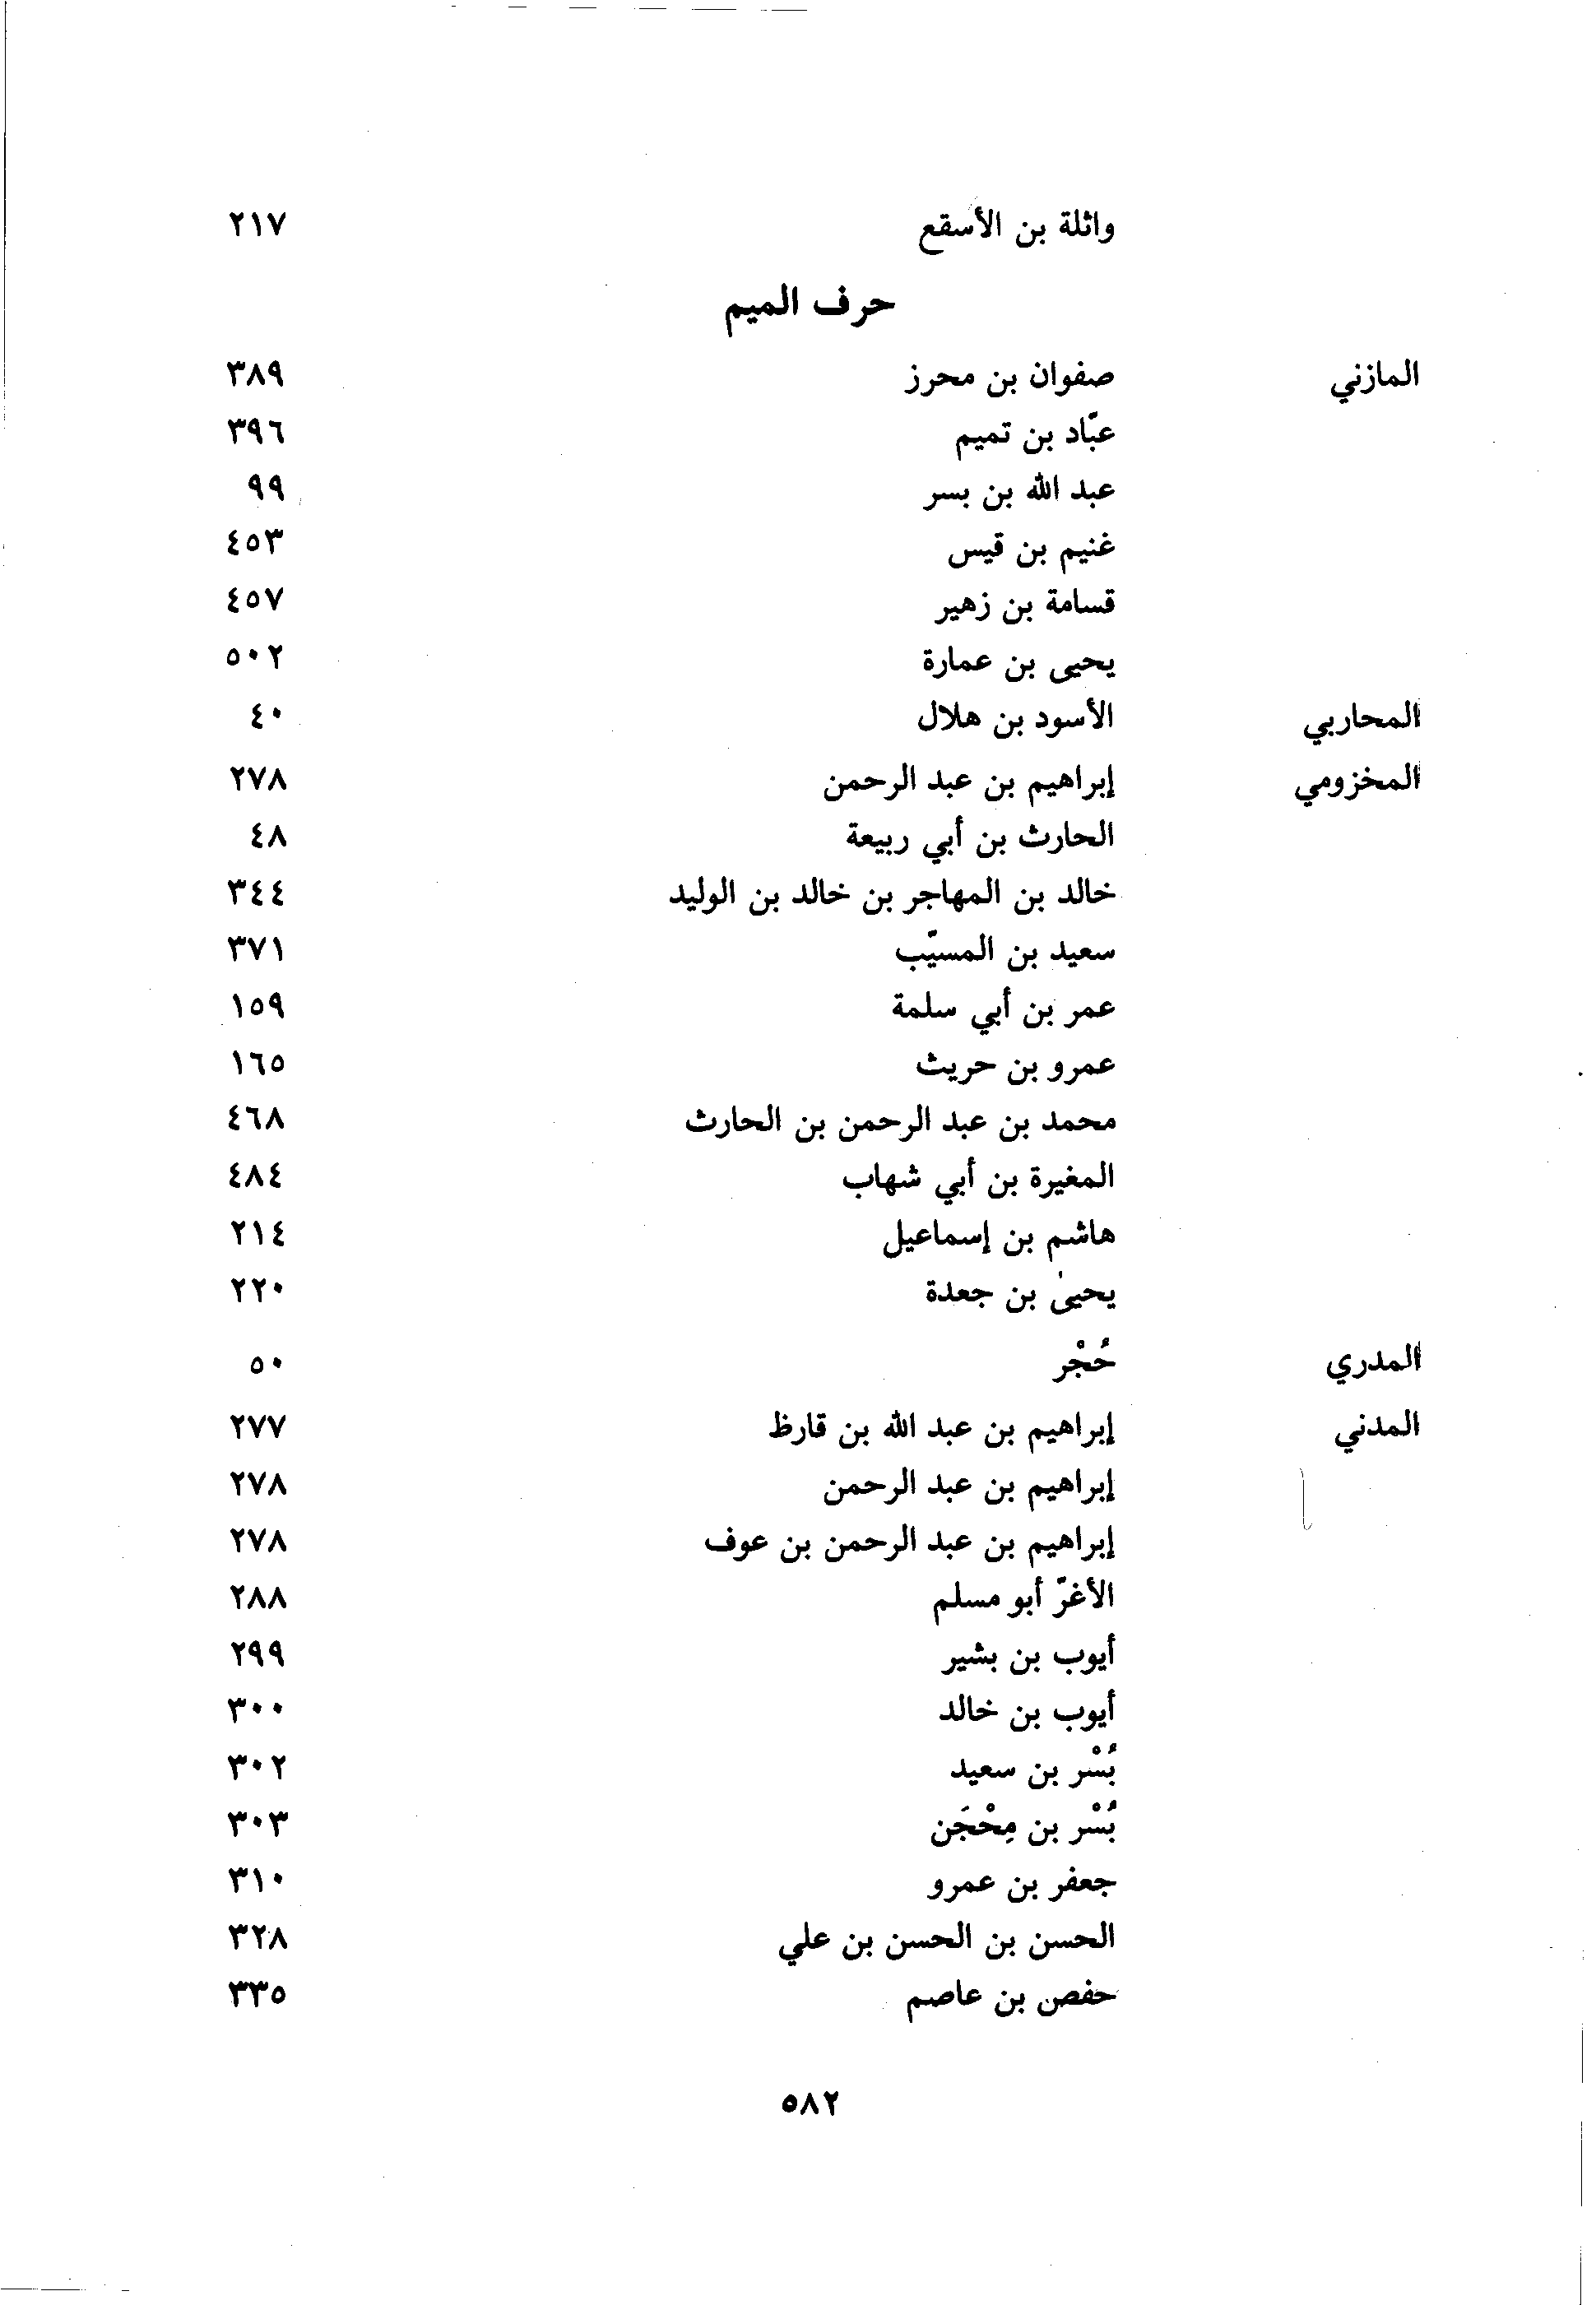 واثلة بن الأسقع ٢١٧
حرف الميم
المازني صفوان بن محرز ٣٨٩
عبّاد بن تميم ٣٩٦
عبد الله بن بسر ٩٩
غنيم بن قيس ٤٥٣
قسامة بن زهير ٤٥٧
يحيى بن عمارة ٥٠٢
المحاربي الأسود بن هلال ٤٠
المخزومي إبراهيم بن عبد الرحمن ٢٧٨
الحارث بن أبي ربيعة ٤٨
خالد بن المهاجر بن خالد بن الوليد ٣٤٤
سعيد بن المسيّب ٣٧١
عمر بن أبي سلمة ١٥٩
عمرو بن حريث ١٦٥
محمد بن عبد الرحمن بن الحارث ٤٦٨
المغيرة بن أبي شهاب ٤٨٤
هاشم بن إسماعيل ٢١٤
يحيىٰ بن جعدة ٢٢٠
المدري حُجْر ٥٠
المدني إبراهيم بن عبد الله بن قارظ ٢٧٧
إبراهيم بن عبد الرحمن ٢٧٨
إبراهيم بن عبد الرحمن بن عوف ٢٧٨
الأغرّ أبو مسلم ٢٨٨
أيوب بن بشير ٢٩٩
أيوب بن خالد ٣٠٠
بُسْر بن سعيد ٣٠٢
بُسْر بن مِحْجَن ٣٠٣
جعفر بن عمرو ٣١٠
الحسن بن الحسن بن علي ٣٢٨
حفص بن عاصم ٣٣٥
٥٨٢